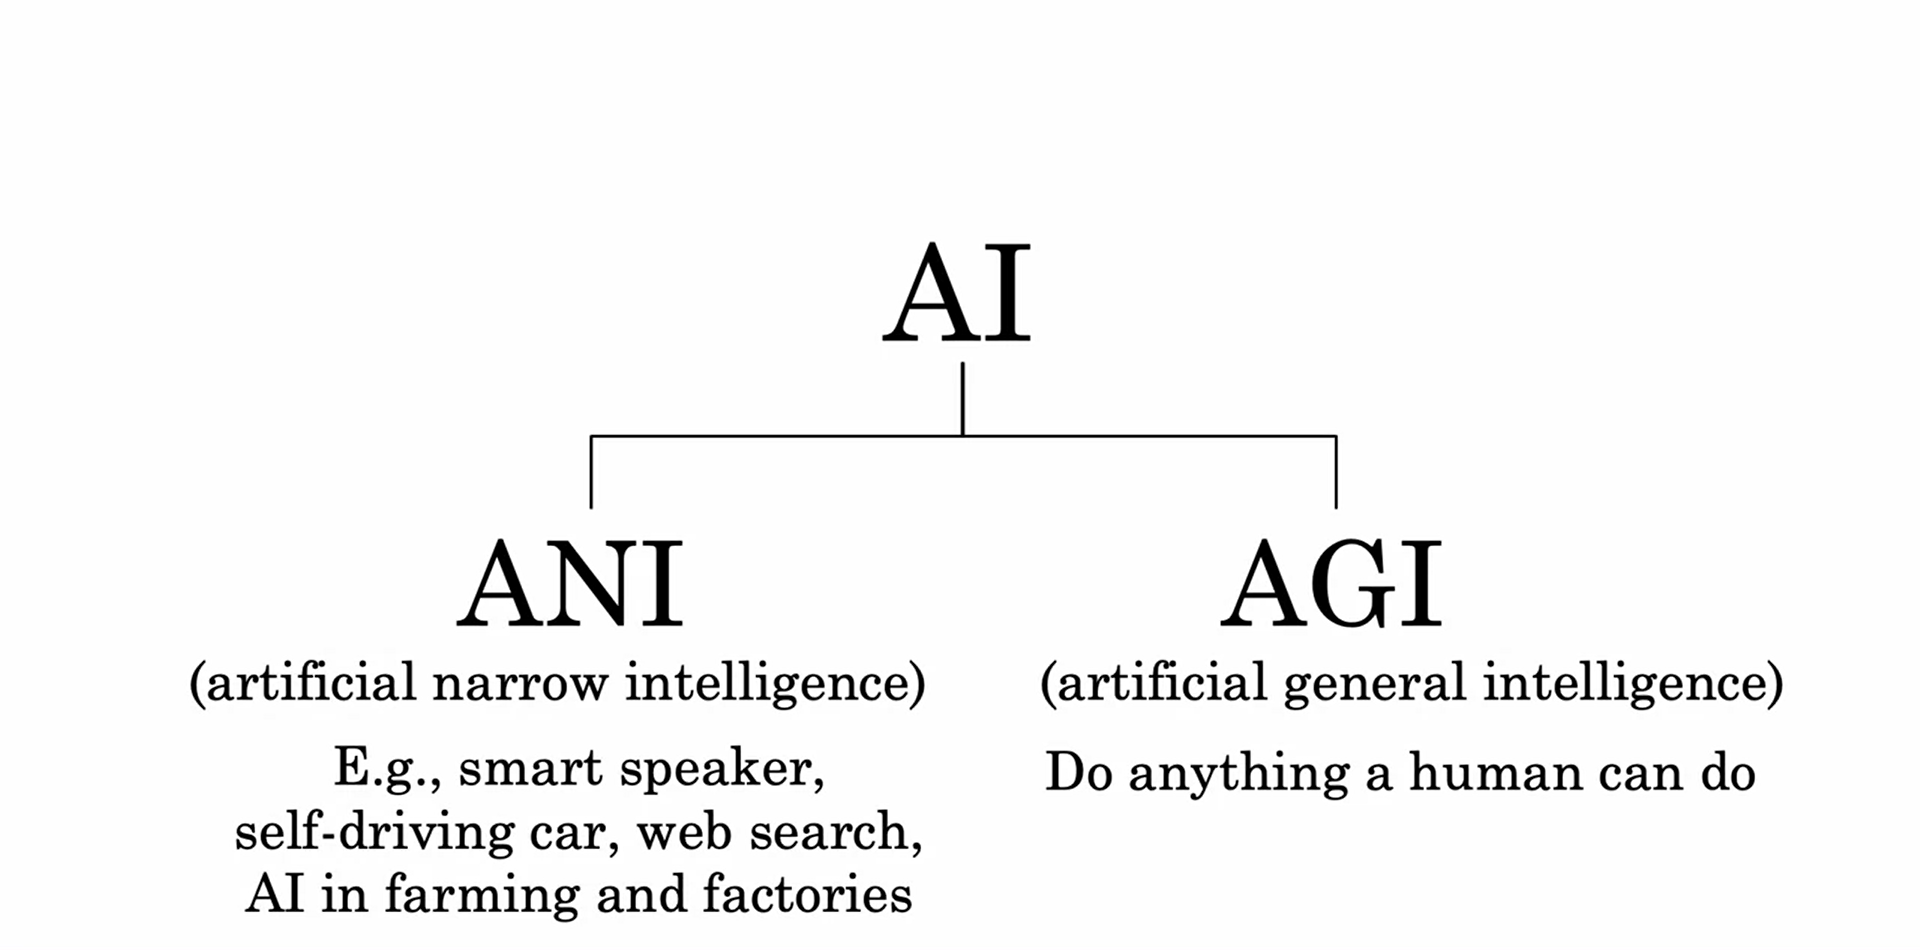 AI
ANI
(artificial narrow intelligence)
E.g., smart speaker,
self-driving car, web search,
AI in farming and factories
AGI
(artificial general intelligence)
Do anything a human can do